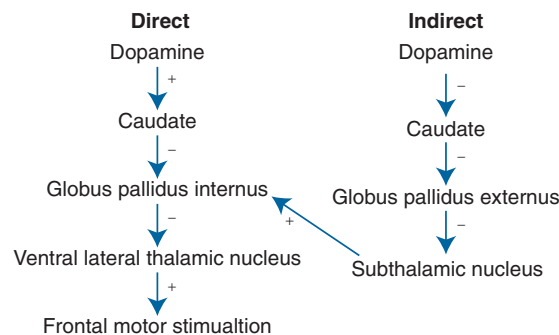 Direct
Dopamine
+
Caudate
–
Globus pallidus internus
–
Ventral lateral thalamic nucleus
+
Frontal motor stimualtion
Indirect
Dopamine
–
Caudate
–
Globus pallidus externus
–
Subthalamic nucleus
+